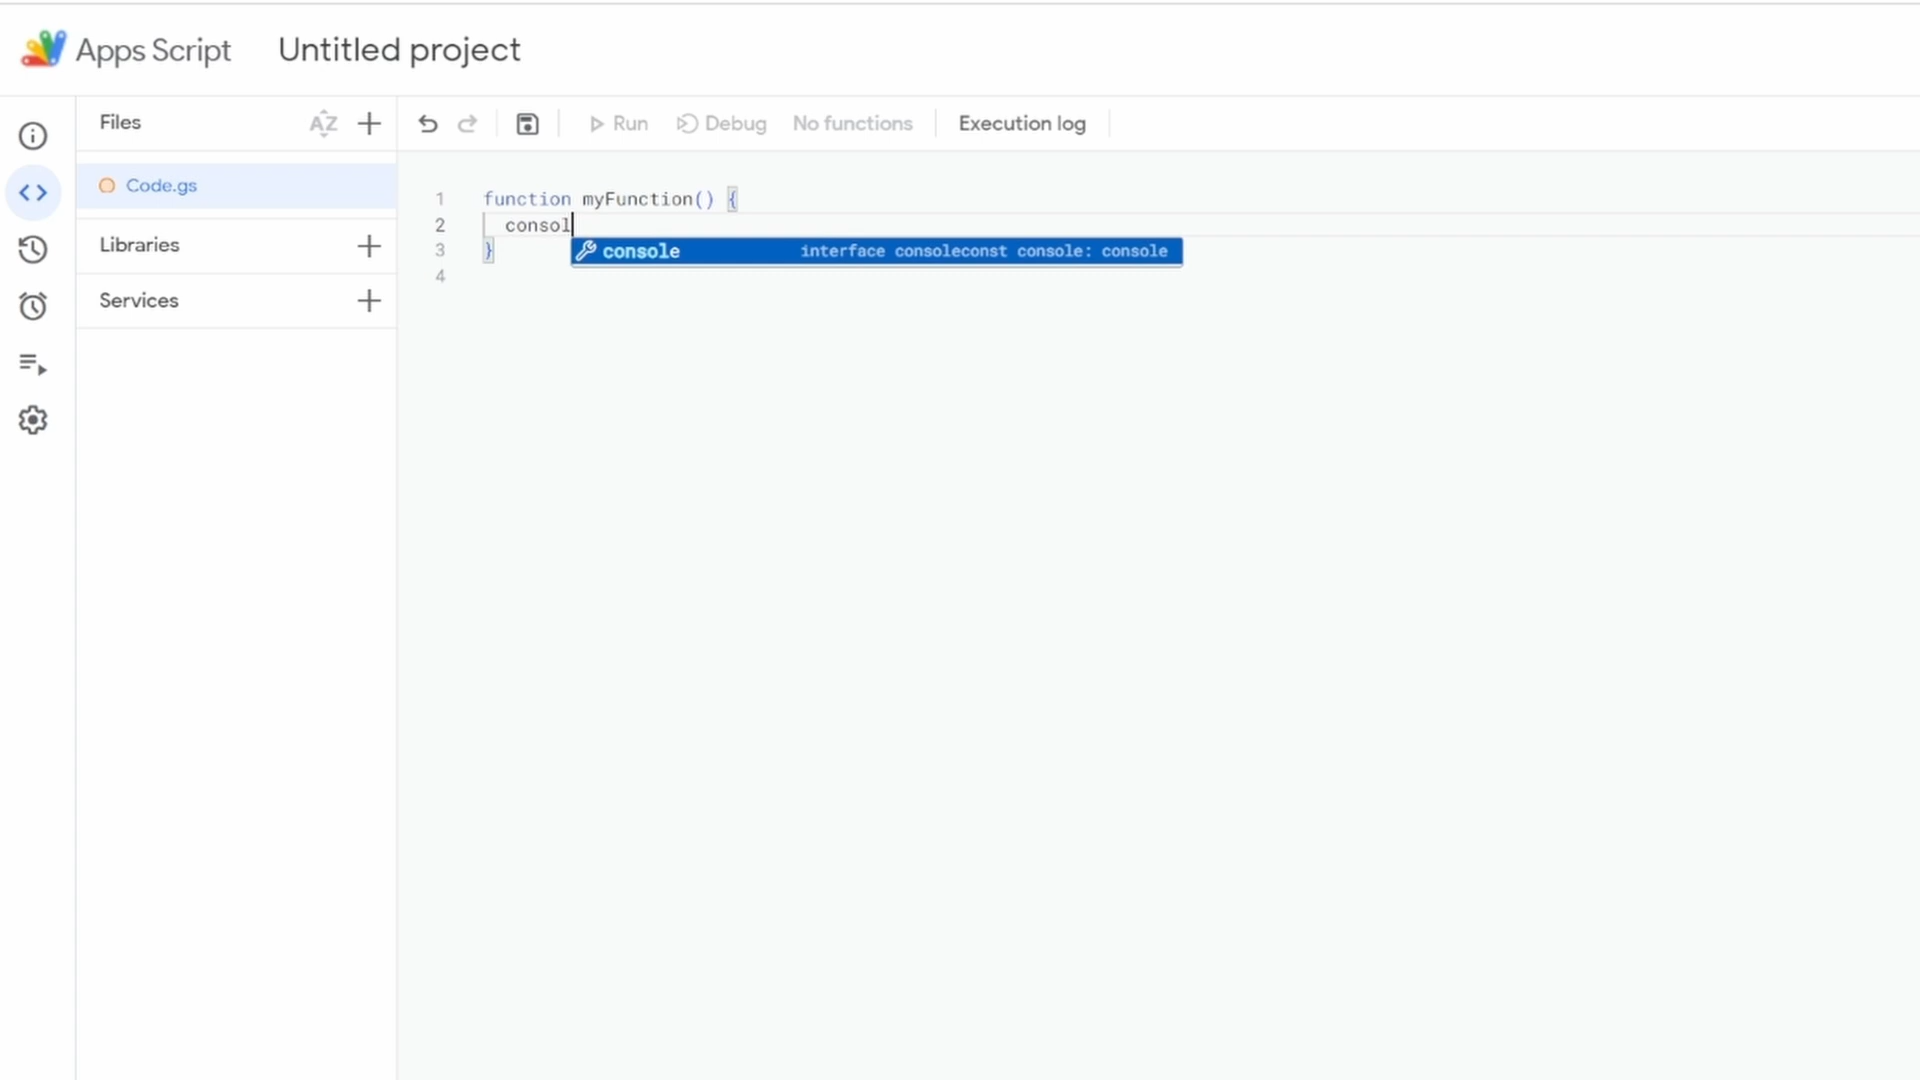 Apps Script Untitled project
Files AZ
Run Debug No functions Execution log
Code.gs
Libraries
Services
1 function myFunction() {
2 consol
3 }
console interface consoleconst console: console
4